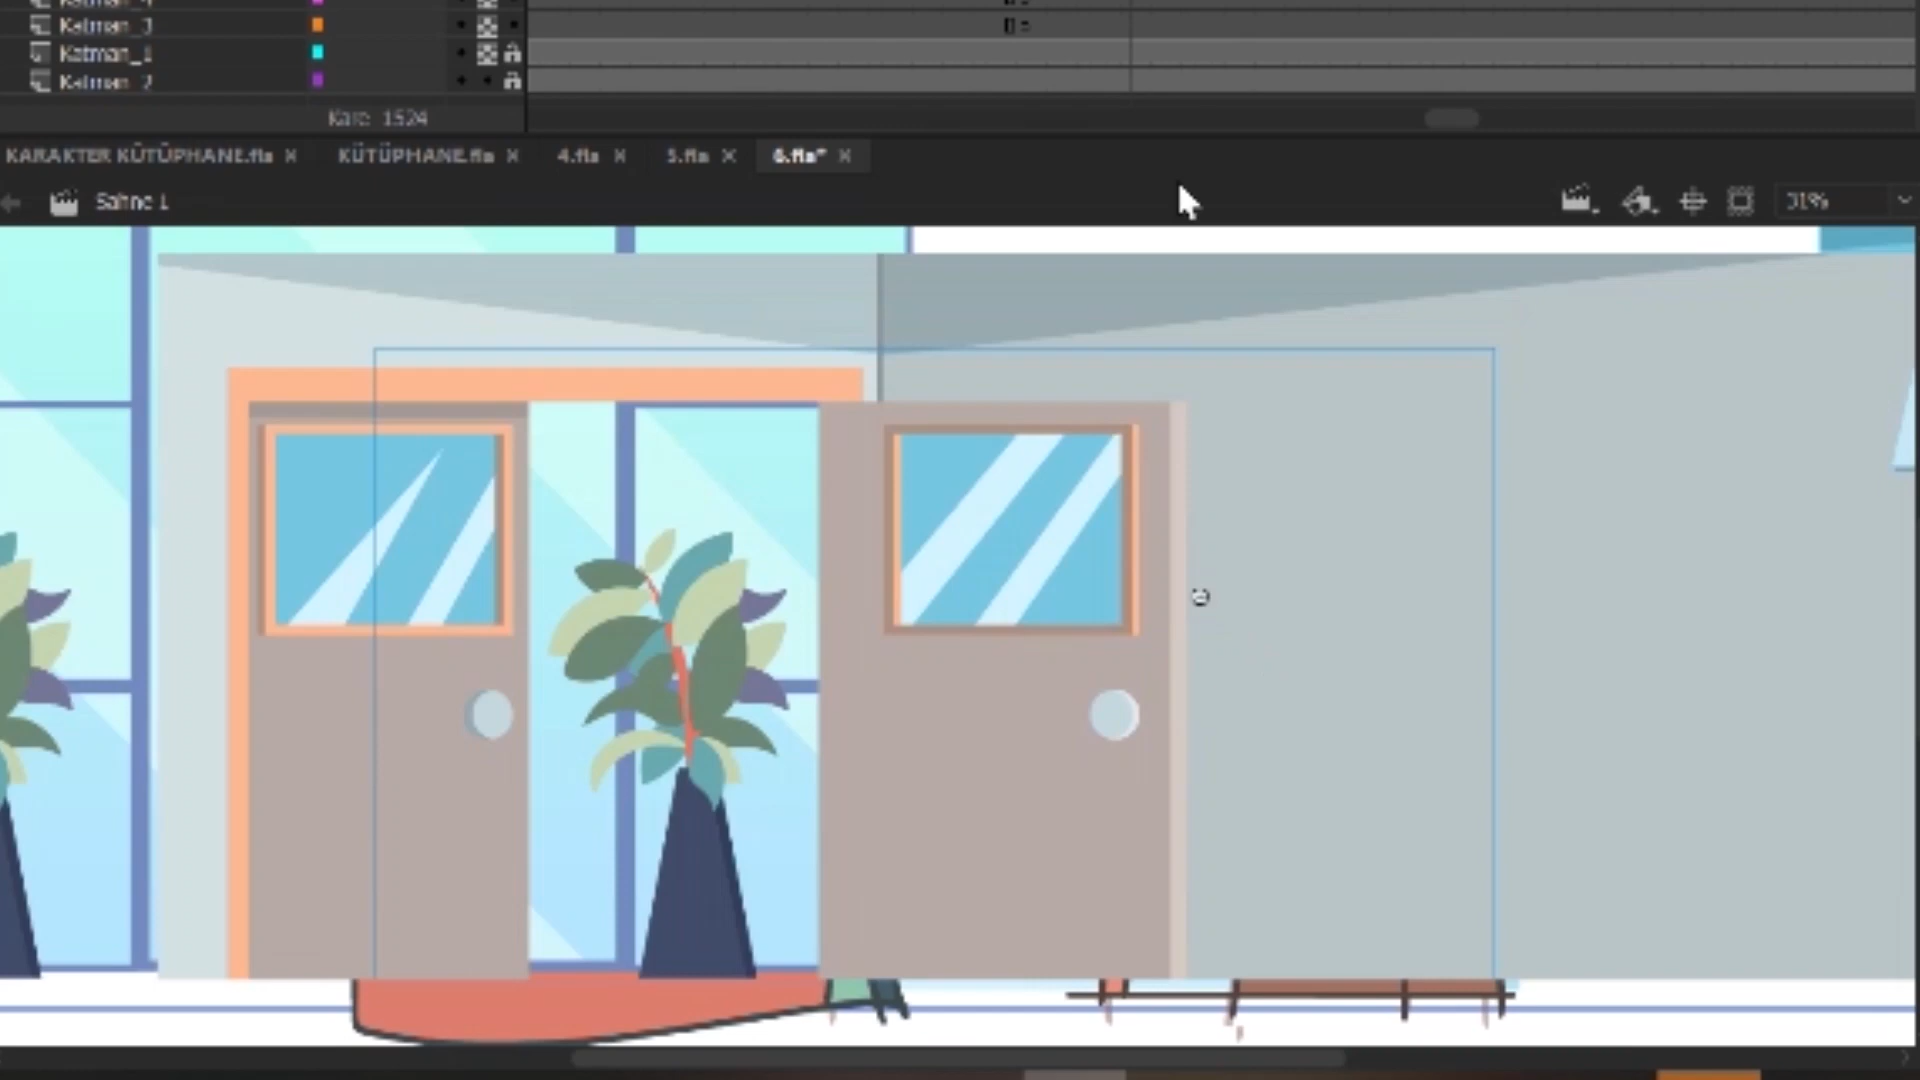 Katman_3
Katman_1
Katman_2
Kare 1524
KARAKTER KÜTÜPHANE.fla × KÜTÜPHANE.fla × 4.fla × 5.fla × 6.fla* ×
Sahne 1
31%